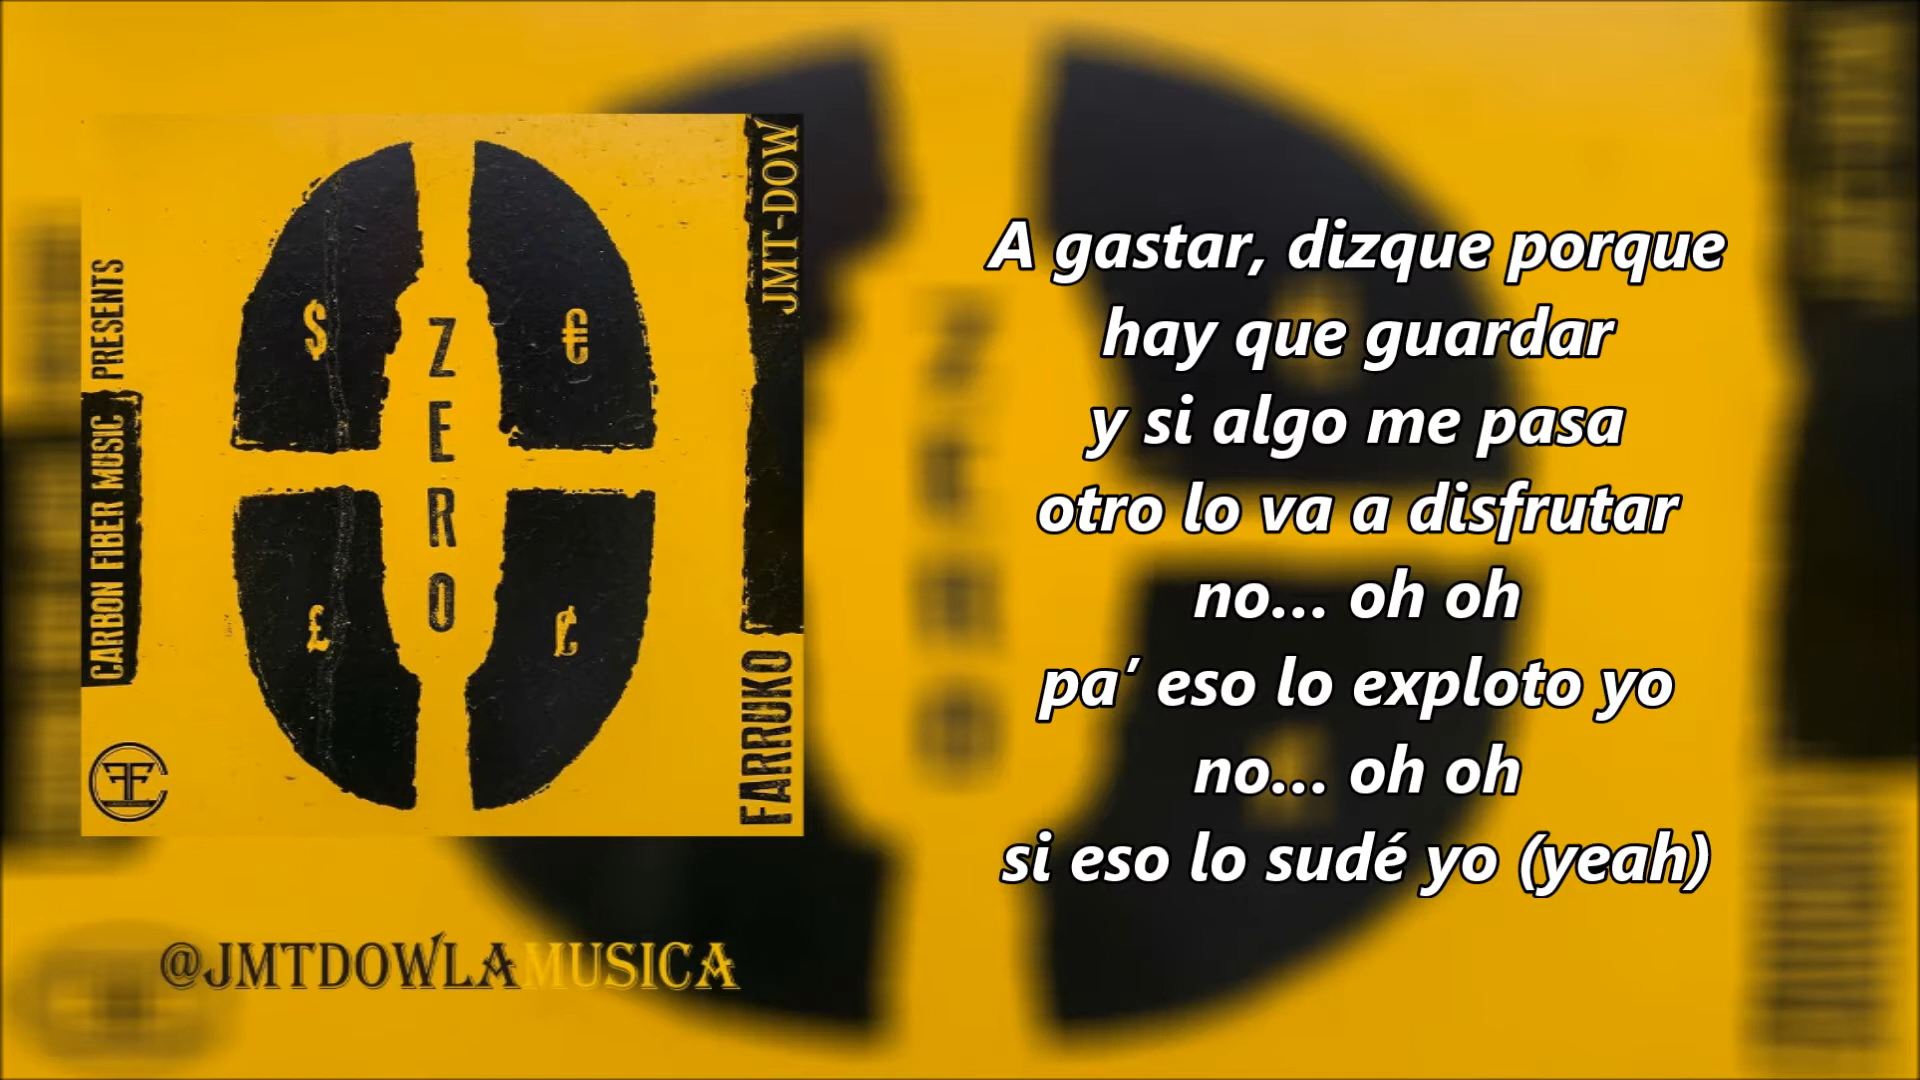 CARBON FIBER MUSIC PRESENTS
JMT-DOW
$
€
ZERO
£
₡
FARRUKO
@JMTDOWLAMUSICA
A gastar, dizque porque
hay que guardar
y si algo me pasa
otro lo va a disfrutar
no... oh oh
pa’ eso lo exploto yo
no... oh oh
si eso lo sudé yo (yeah)